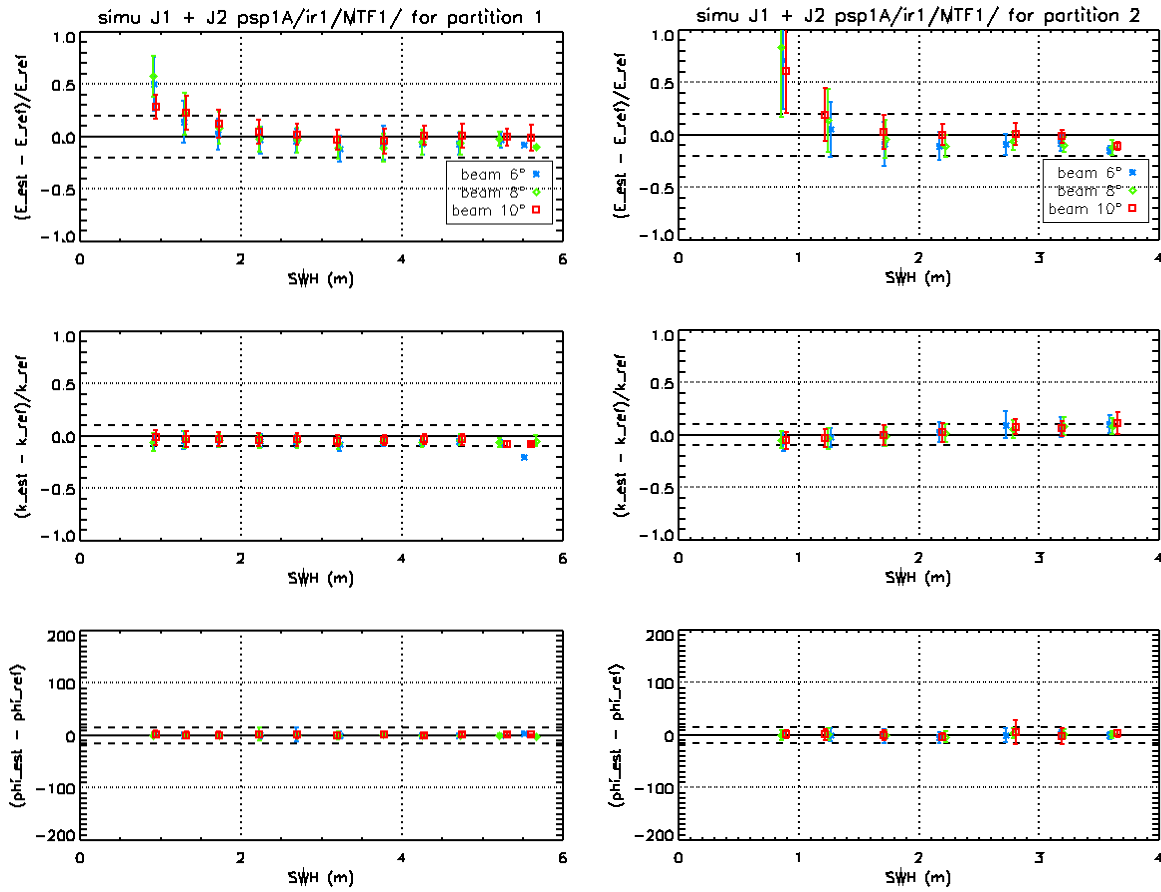 simu J1 + J2 psp1A/ir1/MTF1/ for partition 1
(E_est - E_ref)/E_ref
1.0
0.5
0.0
-0.5
-1.0
beam 6°
beam 8°
beam 10°
0 2 4 6
SWH (m)
simu J1 + J2 psp1A/ir1/MTF1/ for partition 2
(E_est - E_ref)/E_ref
1.0
0.5
0.0
-0.5
-1.0
beam 6°
beam 8°
beam 10°
0 1 2 3 4
SWH (m)
(k_est - k_ref)/k_ref
1.0
0.5
0.0
-0.5
-1.0
0 2 4 6
SWH (m)
(k_est - k_ref)/k_ref
1.0
0.5
0.0
-0.5
-1.0
0 1 2 3 4
SWH (m)
(phi_est - phi_ref)
200
100
0
-100
-200
0 2 4 6
SWH (m)
(phi_est - phi_ref)
200
100
0
-100
-200
0 1 2 3 4
SWH (m)